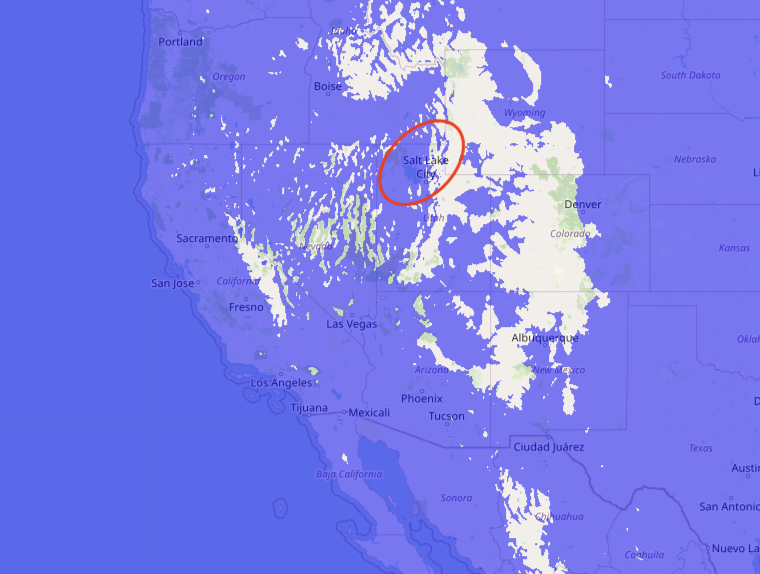 Portland
Idaho
Oregon
Boise
South Dakota
Wyoming
Salt Lake
City
Nebraska
Li
Utah
Denver
Colorado
Sacramento
Nevada
Kansas
San Jose
California
Fresno
Las Vegas
Albuquerque
Oklah
Arizona
New Mexico
Los Angeles
Phoenix
D
Tijuana
Mexicali
Tucson
Ciudad Juárez
Texas
Austin
Baja California
Sonora
San Antonio
Chihuahua
Coahuila
Nuevo La